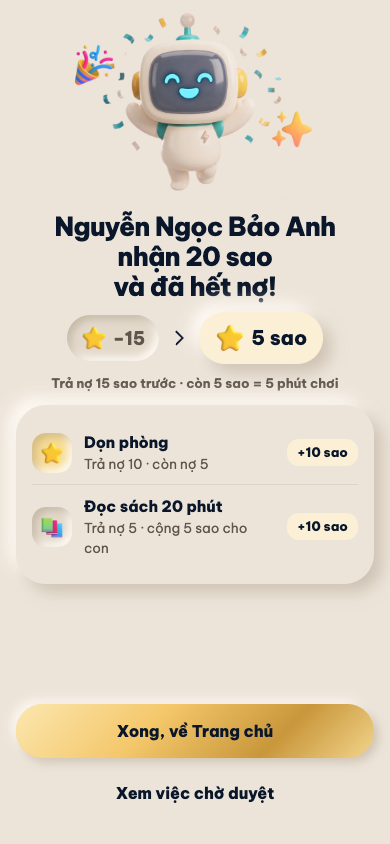 Nguyễn Ngọc Bảo Anh
nhận 20 sao
và đã hết nợ!
−15
5 sao
Trả nợ 15 sao trước · còn 5 sao = 5 phút chơi
Dọn phòng
Trả nợ 10 · còn nợ 5
+10 sao
Đọc sách 20 phút
Trả nợ 5 · cộng 5 sao cho
con
+10 sao
Xong, về Trang chủ
Xem việc chờ duyệt